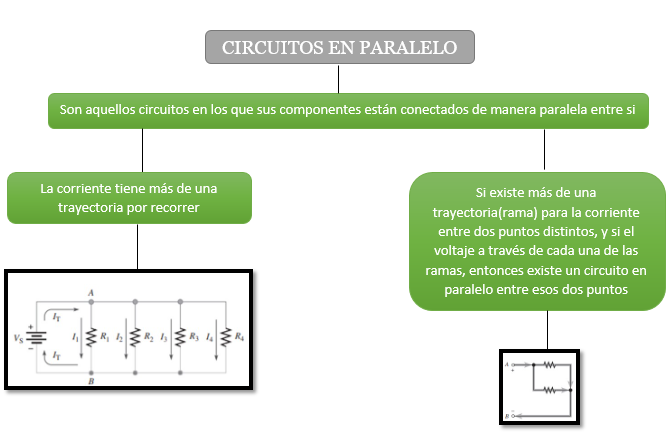 CIRCUITOS EN PARALELO
Son aquellos circuitos en los que sus componentes están conectados de manera paralela entre si
La corriente tiene más de una
trayectoria por recorrer
Si existe más de una
trayectoria(rama) para la corriente
entre dos puntos distintos, y si el
voltaje a través de cada una de las
ramas, entonces existe un circuito en
paralelo entre esos dos puntos
A
I_T
+
V_S
−
I_1 R_1 I_2 R_2 I_3 R_3 I_4 R_4
I_T
B
A
+
−
B